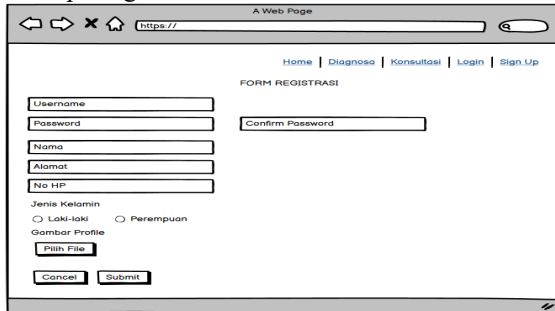 A Web Page
https://
Home | Diagnosa | Konsultasi | Login | Sign Up
FORM REGISTRASI
Username
Password Confirm Password
Nama
Alamat
No HP
Jenis Kelamin
Laki-laki Perempuan
Gambar Profile
Pilih File
Cancel Submit